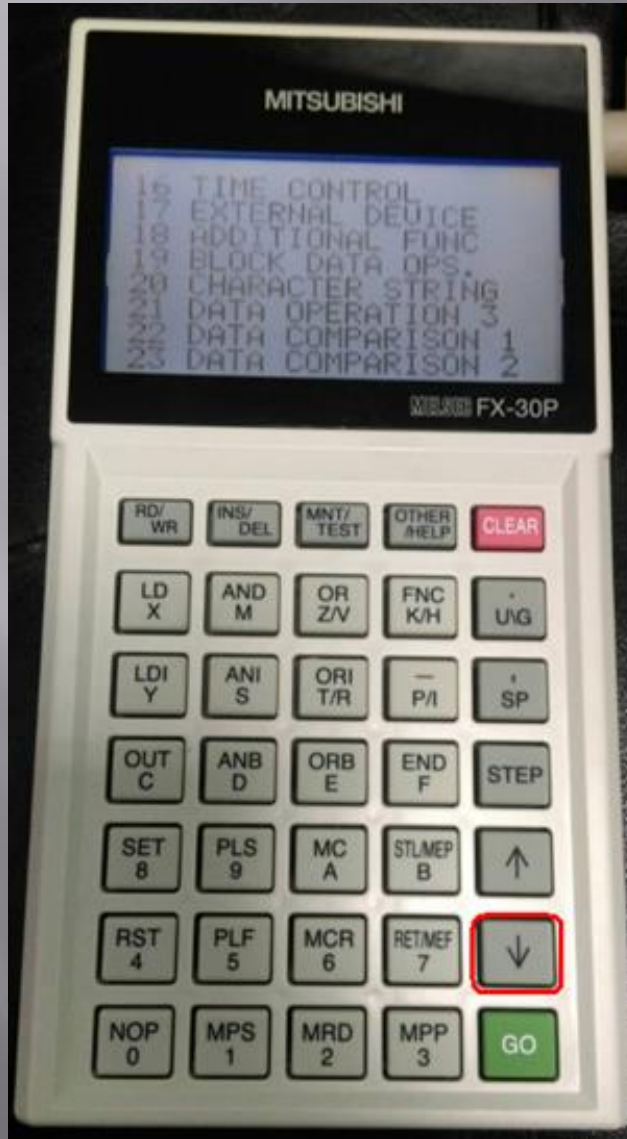 MITSUBISHI
16 TIME CONTROL
17 EXTERNAL DEVICE
18 ADDITIONAL FUNC
19 BLOCK DATA OPS.
20 CHARACTER STRING
21 DATA OPERATION 3
22 DATA COMPARISON 1
23 DATA COMPARISON 2
MELSEC FX-30P
RD/ WR INS/ DEL MNT/ TEST OTHER /HELP CLEAR
LD X AND M OR Z/V FNC K/H · U\G
LDI Y ANI S ORI T/R — P/I ' SP
OUT C ANB D ORB E END F STEP
SET 8 PLS 9 MC A STL/MEP B ↑
RST 4 PLF 5 MCR 6 RET/MEF 7 ↓
NOP 0 MPS 1 MRD 2 MPP 3 GO